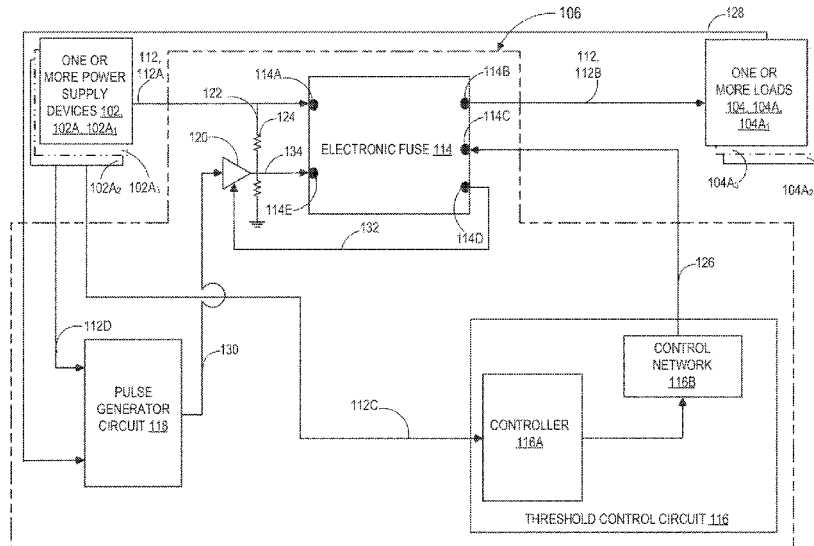 106
128
ONE OR
MORE POWER
SUPPLY
DEVICES 102,
102A, 102A1
102A2
102A3
112,
112A
122
124
120
134
114A
114B
114C
ELECTRONIC FUSE 114
114E
114D
132
112,
112B
ONE OR
MORE LOADS
104, 104A,
104A1
104A3
104A2
126
112D
130
PULSE
GENERATOR
CIRCUIT 118
112C
CONTROL
NETWORK
116B
CONTROLLER
116A
THRESHOLD CONTROL CIRCUIT 116